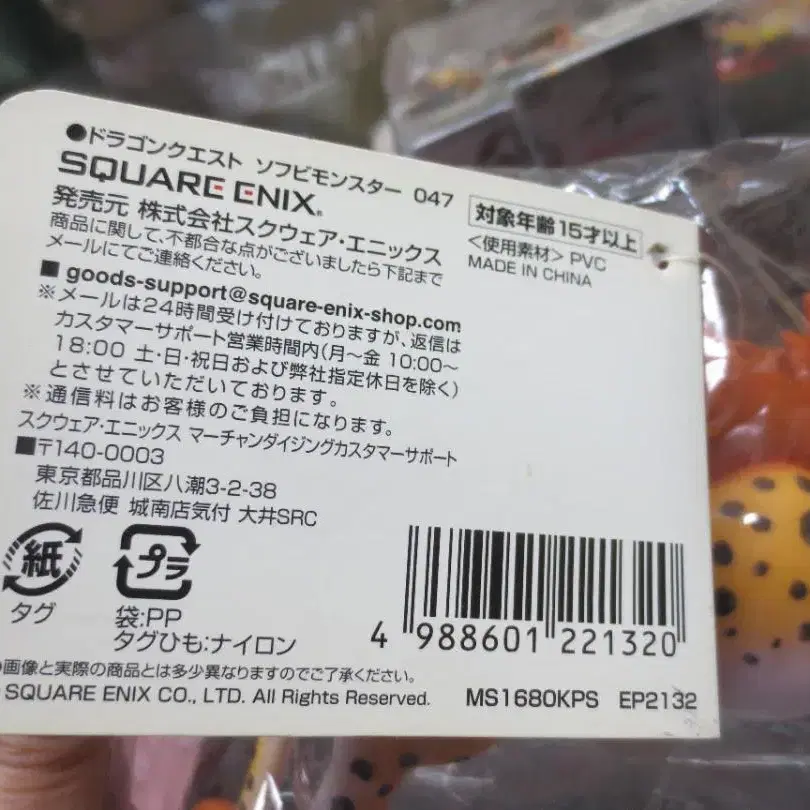 ●ドラゴンクエスト ソフビモンスター 047
SQUARE ENIX®
発売元 株式会社スクウェア・エニックス
商品に関して、不都合な点がございましたら下記まで
メールにてご連絡ください。
■ goods-support@square-enix-shop.com
※メールは24時間受け付けておりますが、返信は
カスタマーサポート営業時間内(月~金 10:00~
18:00 土・日・祝日および弊社指定休日を除く)
とさせていただいております。
※通信料はお客様のご負担になります。
スクウェア・エニックス マーチャンダイジングカスタマーサポート
■〒140-0003
東京都品川区八潮3-2-38
佐川急便 城南店気付 大井SRC
対象年齢15才以上
<使用素材> PVC
MADE IN CHINA
紙
タグ
プラ
袋:PP
タグひも:ナイロン
4 988601 221320
●画像と実際の商品とは多少異なりますのでご了承ください。
SQUARE ENIX CO., LTD. All Rights Reserved.
MS1680KPS EP2132